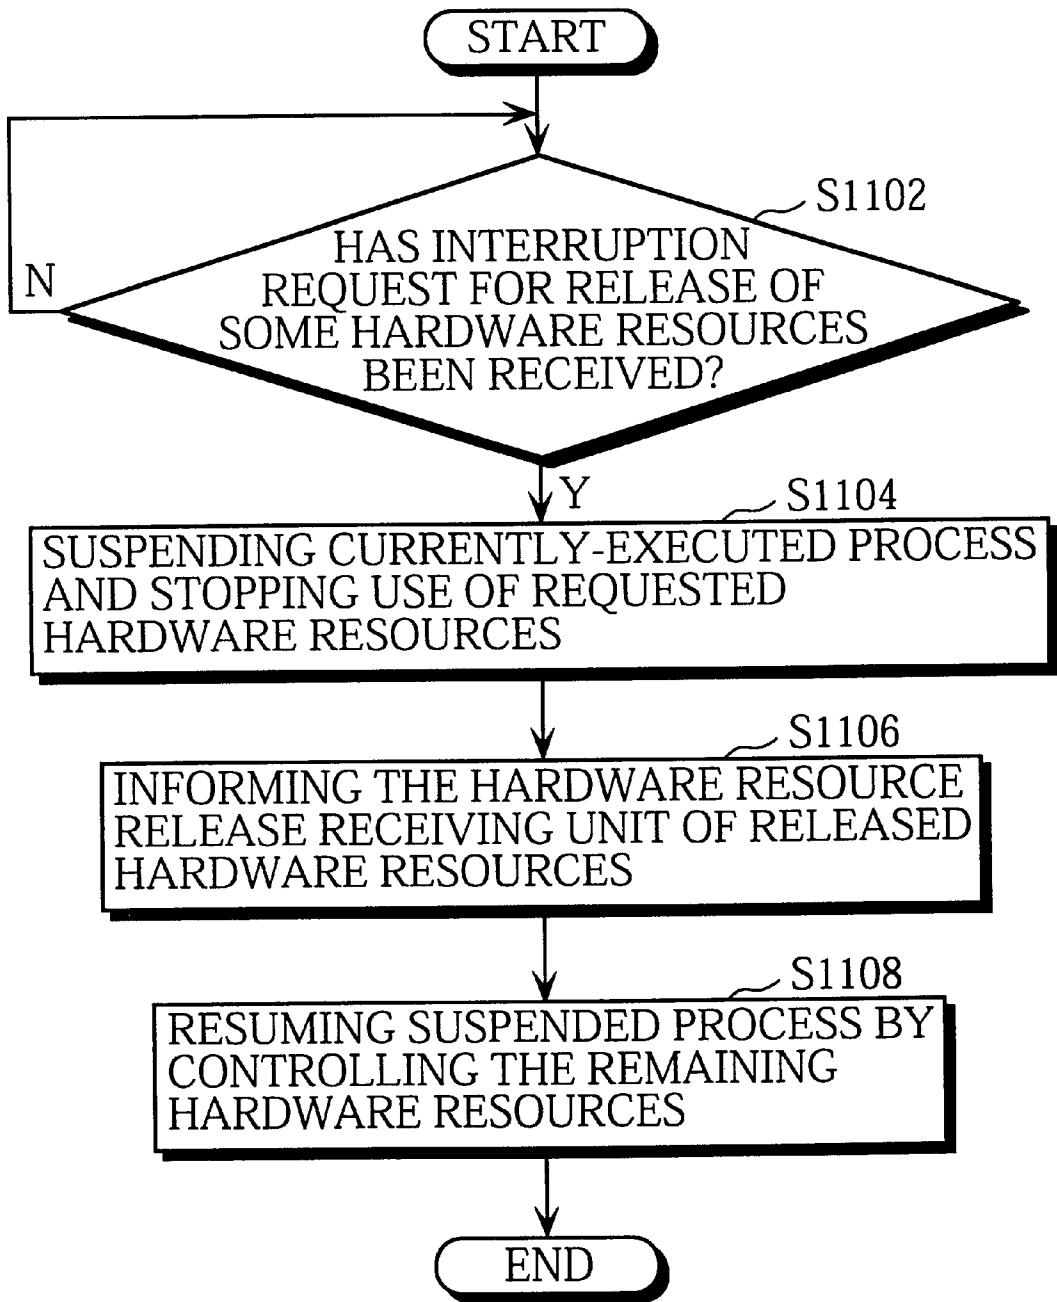 START
S1102
HAS INTERRUPTION
REQUEST FOR RELEASE OF
SOME HARDWARE RESOURCES
BEEN RECEIVED?
N
Y
S1104
SUSPENDING CURRENTLY-EXECUTED PROCESS
AND STOPPING USE OF REQUESTED
HARDWARE RESOURCES
S1106
INFORMING THE HARDWARE RESOURCE
RELEASE RECEIVING UNIT OF RELEASED
HARDWARE RESOURCES
S1108
RESUMING SUSPENDED PROCESS BY
CONTROLLING THE REMAINING
HARDWARE RESOURCES
END